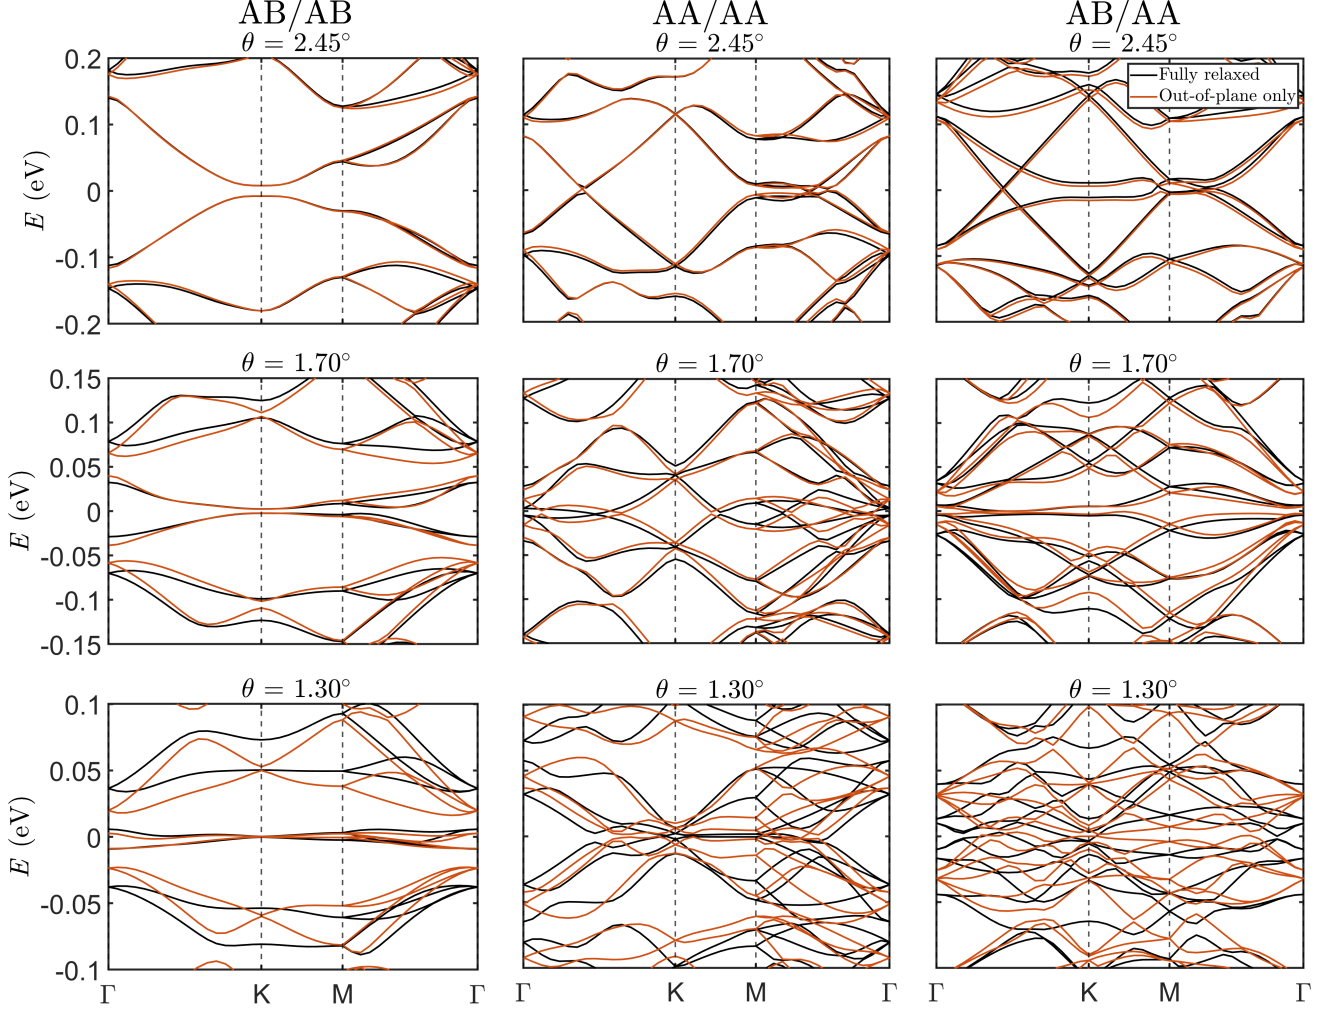 AB/AB
AA/AA
AB/AA
θ = 2.45°
θ = 2.45°
θ = 2.45°
Fully relaxed
Out-of-plane only
0.2
0.1
0
-0.1
-0.2
E (eV)
θ = 1.70°
θ = 1.70°
θ = 1.70°
0.15
0.1
0.05
0
-0.05
-0.1
-0.15
E (eV)
θ = 1.30°
θ = 1.30°
θ = 1.30°
0.1
0.05
0
-0.05
-0.1
E (eV)
Γ K M Γ
Γ K M Γ
Γ K M Γ